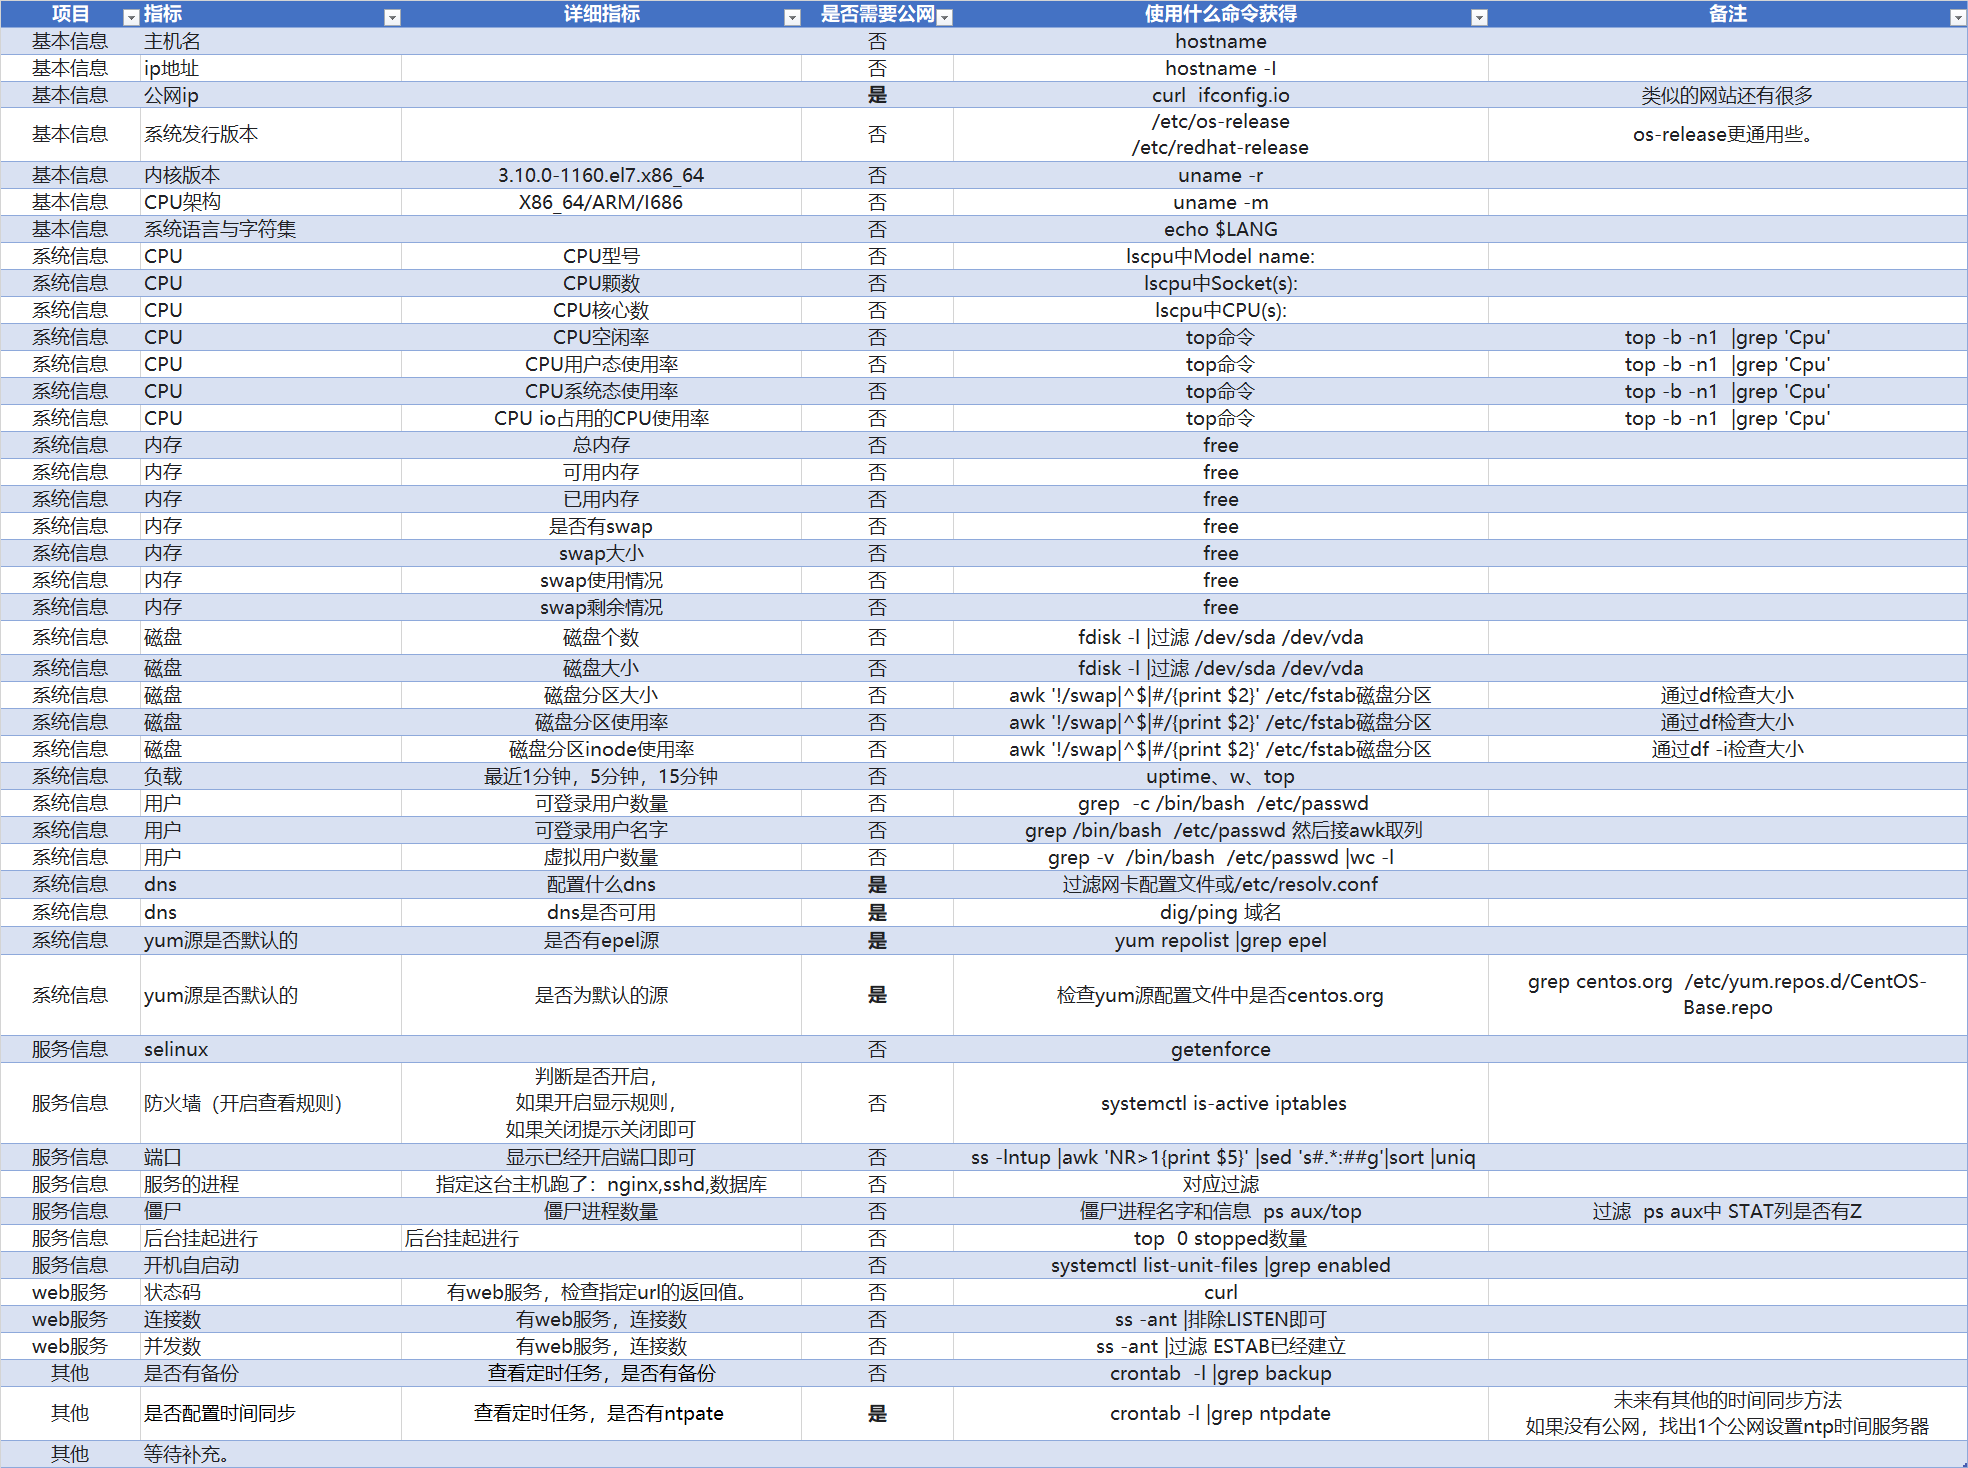 项目 指标 详细指标 是否需要公网 使用什么命令获得 备注
基本信息 主机名 否 hostname
基本信息 ip地址 否 hostname -I
基本信息 公网ip 是 curl  ifconfig.io 类似的网站还有很多
基本信息 系统发行版本 否 /etc/os-release
/etc/redhat-release os-release更通用些。
基本信息 内核版本 3.10.0-1160.el7.x86_64 否 uname -r
基本信息 CPU架构 X86_64/ARM/I686 否 uname -m
基本信息 系统语言与字符集 否 echo $LANG
系统信息 CPU CPU型号 否 lscpu中Model name:
系统信息 CPU CPU颗数 否 lscpu中Socket(s):
系统信息 CPU CPU核心数 否 lscpu中CPU(s):
系统信息 CPU CPU空闲率 否 top命令 top -b -n1  |grep 'Cpu'
系统信息 CPU CPU用户态使用率 否 top命令 top -b -n1  |grep 'Cpu'
系统信息 CPU CPU系统态使用率 否 top命令 top -b -n1  |grep 'Cpu'
系统信息 CPU CPU io占用的CPU使用率 否 top命令 top -b -n1  |grep 'Cpu'
系统信息 内存 总内存 否 free
系统信息 内存 可用内存 否 free
系统信息 内存 已用内存 否 free
系统信息 内存 是否有swap 否 free
系统信息 内存 swap大小 否 free
系统信息 内存 swap使用情况 否 free
系统信息 内存 swap剩余情况 否 free
系统信息 磁盘 磁盘个数 否 fdisk -l |过滤 /dev/sda /dev/vda
系统信息 磁盘 磁盘大小 否 fdisk -l |过滤 /dev/sda /dev/vda
系统信息 磁盘 磁盘分区大小 否 awk '!/swap|^$|#/{print $2}' /etc/fstab磁盘分区 通过df检查大小
系统信息 磁盘 磁盘分区使用率 否 awk '!/swap|^$|#/{print $2}' /etc/fstab磁盘分区 通过df检查大小
系统信息 磁盘 磁盘分区inode使用率 否 awk '!/swap|^$|#/{print $2}' /etc/fstab磁盘分区 通过df -i检查大小
系统信息 负载 最近1分钟，5分钟，15分钟 否 uptime、w、top
系统信息 用户 可登录用户数量 否 grep  -c /bin/bash  /etc/passwd
系统信息 用户 可登录用户名字 否 grep /bin/bash  /etc/passwd 然后接awk取列
系统信息 用户 虚拟用户数量 否 grep -v  /bin/bash  /etc/passwd |wc -l
系统信息 dns 配置什么dns 是 过滤网卡配置文件或/etc/resolv.conf
系统信息 dns dns是否可用 是 dig/ping 域名
系统信息 yum源是否默认的 是否有epel源 是 yum repolist |grep epel
系统信息 yum源是否默认的 是否为默认的源 是 检查yum源配置文件中是否centos.org grep centos.org  /etc/yum.repos.d/CentOS-
Base.repo
服务信息 selinux 否 getenforce
服务信息 防火墙（开启查看规则） 判断是否开启，
如果开启显示规则，
如果关闭提示关闭即可 否 systemctl is-active iptables
服务信息 端口 显示已经开启端口即可 否 ss -lntup |awk 'NR>1{print $5}' |sed 's#.*:##g'|sort |uniq
服务信息 服务的进程 指定这台主机跑了：nginx,sshd,数据库 否 对应过滤
服务信息 僵尸 僵尸进程数量 否 僵尸进程名字和信息  ps aux/top 过滤  ps aux中 STAT列是否有Z
服务信息 后台挂起进行 后台挂起进行 否 top  0 stopped数量
服务信息 开机自启动 否 systemctl list-unit-files |grep enabled
web服务 状态码 有web服务，检查指定url的返回值。 否 curl
web服务 连接数 有web服务，连接数 否 ss -ant |排除LISTEN即可
web服务 并发数 有web服务，连接数 否 ss -ant |过滤 ESTAB已经建立
其他 是否有备份 查看定时任务，是否有备份 否 crontab  -l |grep backup
其他 是否配置时间同步 查看定时任务，是否有ntpate 是 crontab -l |grep ntpdate 未来有其他的时间同步方法
如果没有公网，找出1个公网设置ntp时间服务器
其他 等待补充。